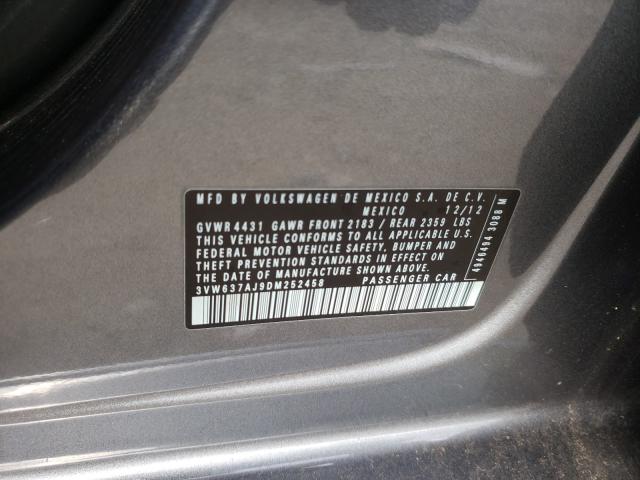 MFD BY VOLKSWAGEN DE MEXICO S.A. DE C.V.
MEXICO 12/12
GVWR 4431 GAWR FRONT 2183 / REAR 2359 LBS
THIS VEHICLE CONFORMS TO ALL APPLICABLE U.S.
FEDERAL MOTOR VEHICLE SAFETY, BUMPER AND
THEFT PREVENTION STANDARDS IN EFFECT ON
THE DATE OF MANUFACTURE SHOWN ABOVE.
3VW637AJ9DM252458 PASSENGER CAR
4946494 3088 M